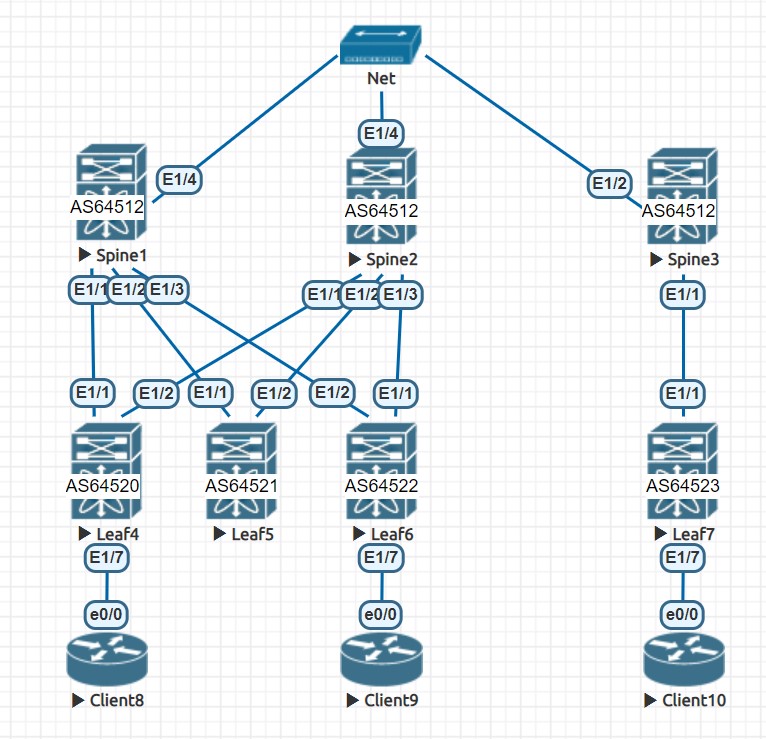 Net
E1/4
E1/4
E1/2
AS64512
AS64512
AS64512
Spine1
Spine2
Spine3
E1/1
E1/2
E1/3
E1/1
E1/2
E1/3
E1/1
E1/1
E1/2
E1/1
E1/2
E1/2
E1/1
E1/1
AS64520
AS64521
AS64522
AS64523
Leaf4
Leaf5
Leaf6
Leaf7
E1/7
E1/7
E1/7
e0/0
e0/0
e0/0
Client8
Client9
Client10